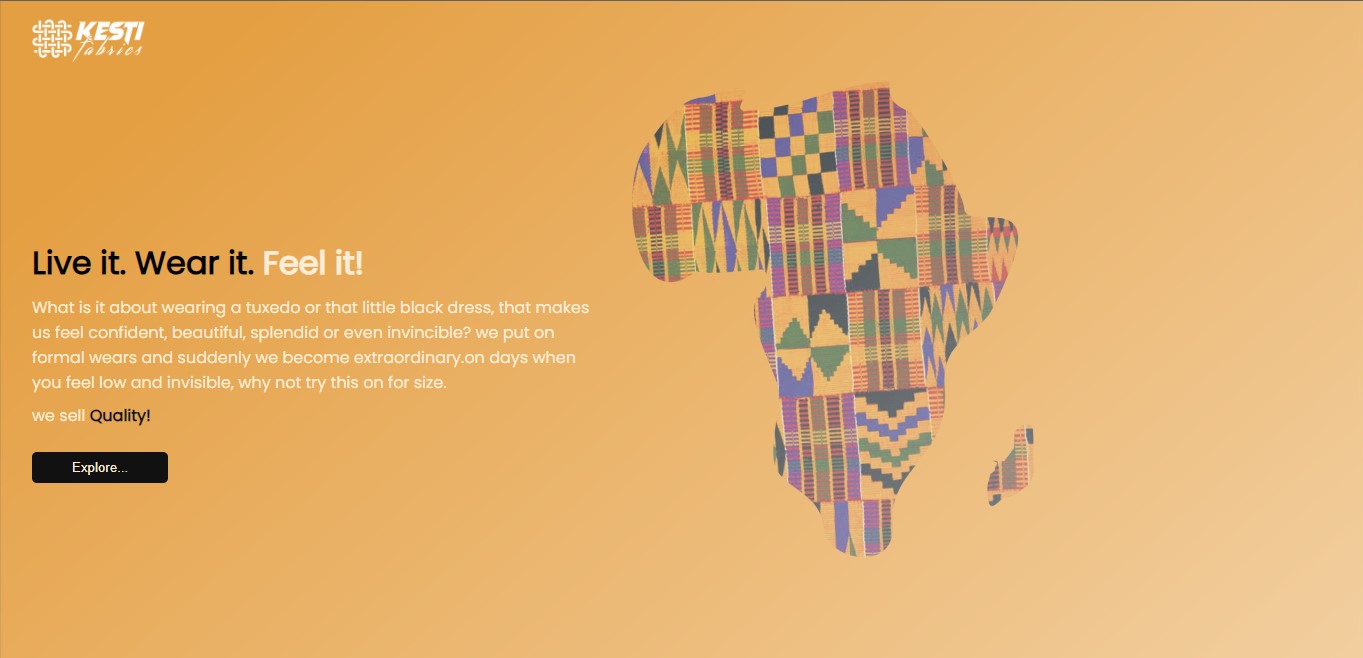 KESTI
fabrics
Live it. Wear it. Feel it!
What is it about wearing a tuxedo or that little black dress, that makes
us feel confident, beautiful, splendid or even invincible? we put on
formal wears and suddenly we become extraordinary.on days when
you feel low and invisible, why not try this on for size.
we sell Quality!
Explore...